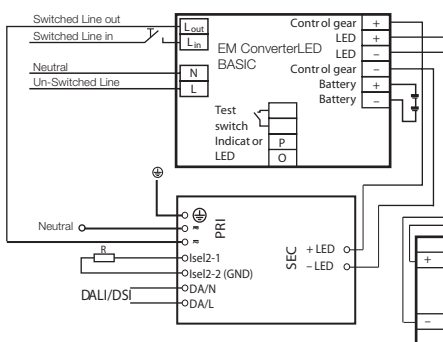 Switched Line out
Switched Line in
Neutral
Un-Switched Line
Lout
Lin
N
L
EM ConverterLED
BASIC
Control gear +
LED +
LED –
Control gear –
Battery +
Battery –
Test
switch
Indicator
LED
P
O
Neutral
R
DALI/DSI
PRI
≈
≈
Isel2-1
Isel2-2 (GND)
DA/N
DA/L
SEC
+ LED
– LED
+
–